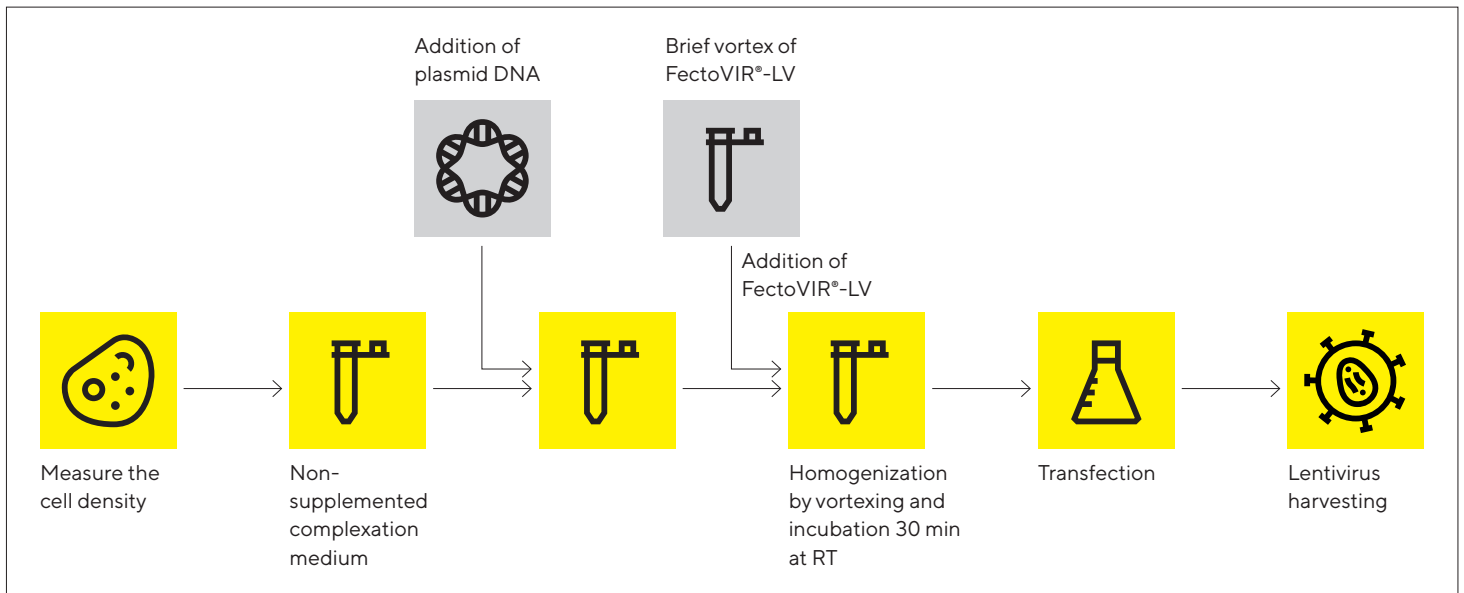 Addition of
plasmid DNA
Brief vortex of
FectoVIR®-LV
Addition of
FectoVIR®-LV
Measure the
cell density
Non-
supplemented
complexation
medium
Homogenization
by vortexing and
incubation 30 min
at RT
Transfection
Lentivirus
harvesting